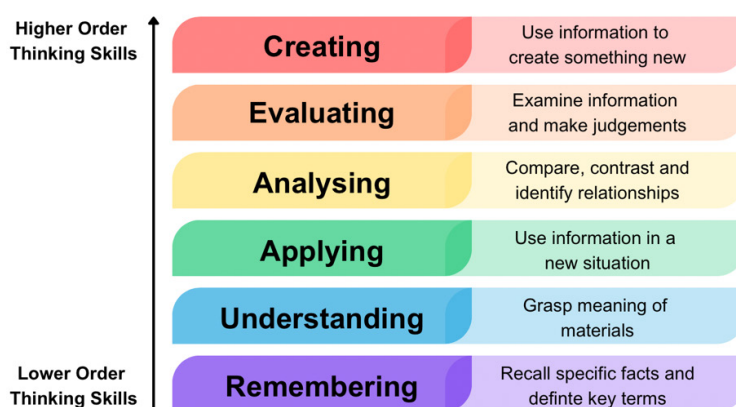 Higher Order
Thinking Skills
Creating
Use information to
create something new
Evaluating
Examine information
and make judgements
Analysing
Compare, contrast and
identify relationships
Applying
Use information in a
new situation
Understanding
Grasp meaning of
materials
Lower Order
Thinking Skills
Remembering
Recall specific facts and
definte key terms